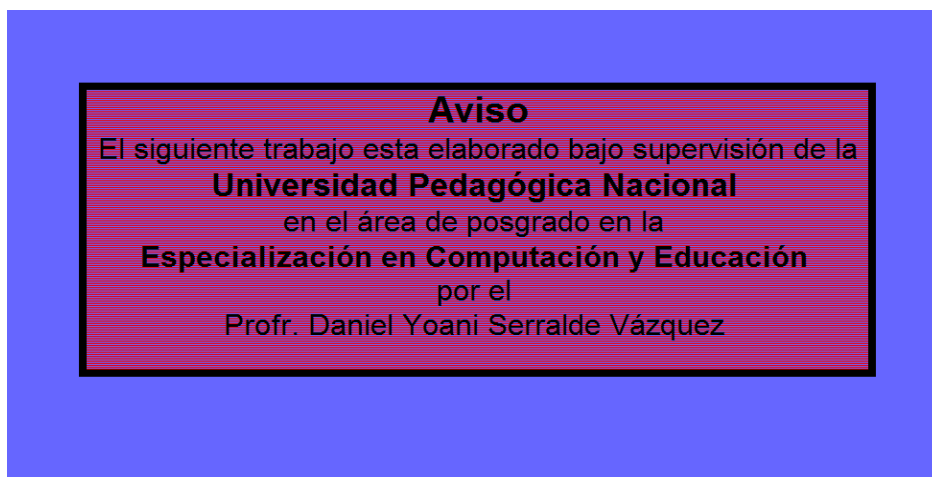 Aviso
El siguiente trabajo esta elaborado bajo supervisión de la
Universidad Pedagógica Nacional
en el área de posgrado en la
Especialización en Computación y Educación
por el
Profr. Daniel Yoani Serralde Vázquez